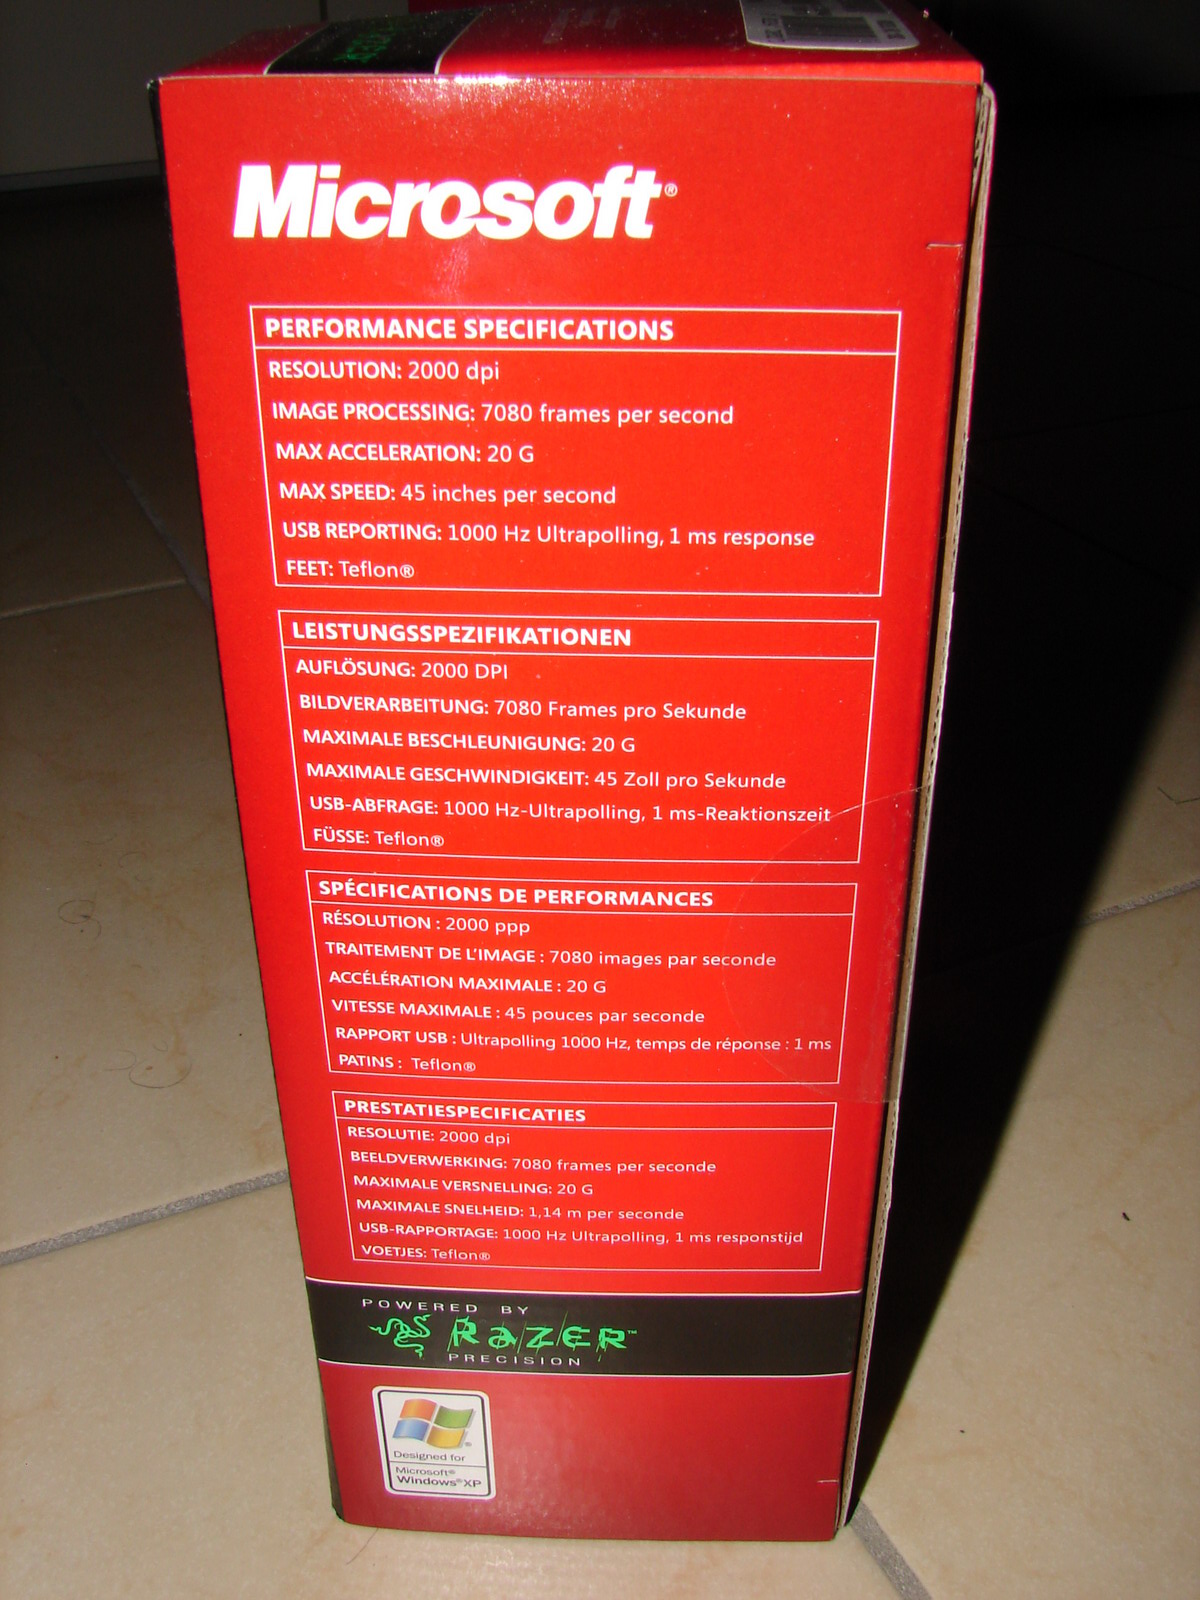 Microsoft®
PERFORMANCE SPECIFICATIONS
RESOLUTION: 2000 dpi
IMAGE PROCESSING: 7080 frames per second
MAX ACCELERATION: 20 G
MAX SPEED: 45 inches per second
USB REPORTING: 1000 Hz Ultrapolling, 1 ms response
FEET: Teflon®
LEISTUNGSSPEZIFIKATIONEN
AUFLÖSUNG: 2000 DPI
BILDVERARBEITUNG: 7080 Frames pro Sekunde
MAXIMALE BESCHLEUNIGUNG: 20 G
MAXIMALE GESCHWINDIGKEIT: 45 Zoll pro Sekunde
USB-ABFRAGE: 1000 Hz-Ultrapolling, 1 ms-Reaktionszeit
FÜSSE: Teflon®
SPÉCIFICATIONS DE PERFORMANCES
RÉSOLUTION : 2000 ppp
TRAITEMENT DE L'IMAGE : 7080 images par seconde
ACCÉLÉRATION MAXIMALE : 20 G
VITESSE MAXIMALE : 45 pouces par seconde
RAPPORT USB : Ultrapolling 1000 Hz, temps de réponse : 1 ms
PATINS : Teflon®
PRESTATIESPECIFICATIES
RESOLUTIE: 2000 dpi
BEELDVERWERKING: 7080 frames per seconde
MAXIMALE VERSNELLING: 20 G
MAXIMALE SNELHEID: 1,14 m per seconde
USB-RAPPORTAGE: 1000 Hz Ultrapolling, 1 ms responstijd
VOETJES: Teflon®
POWERED BY
RAZER™
PRECISION
Designed for
Microsoft®
Windows®XP